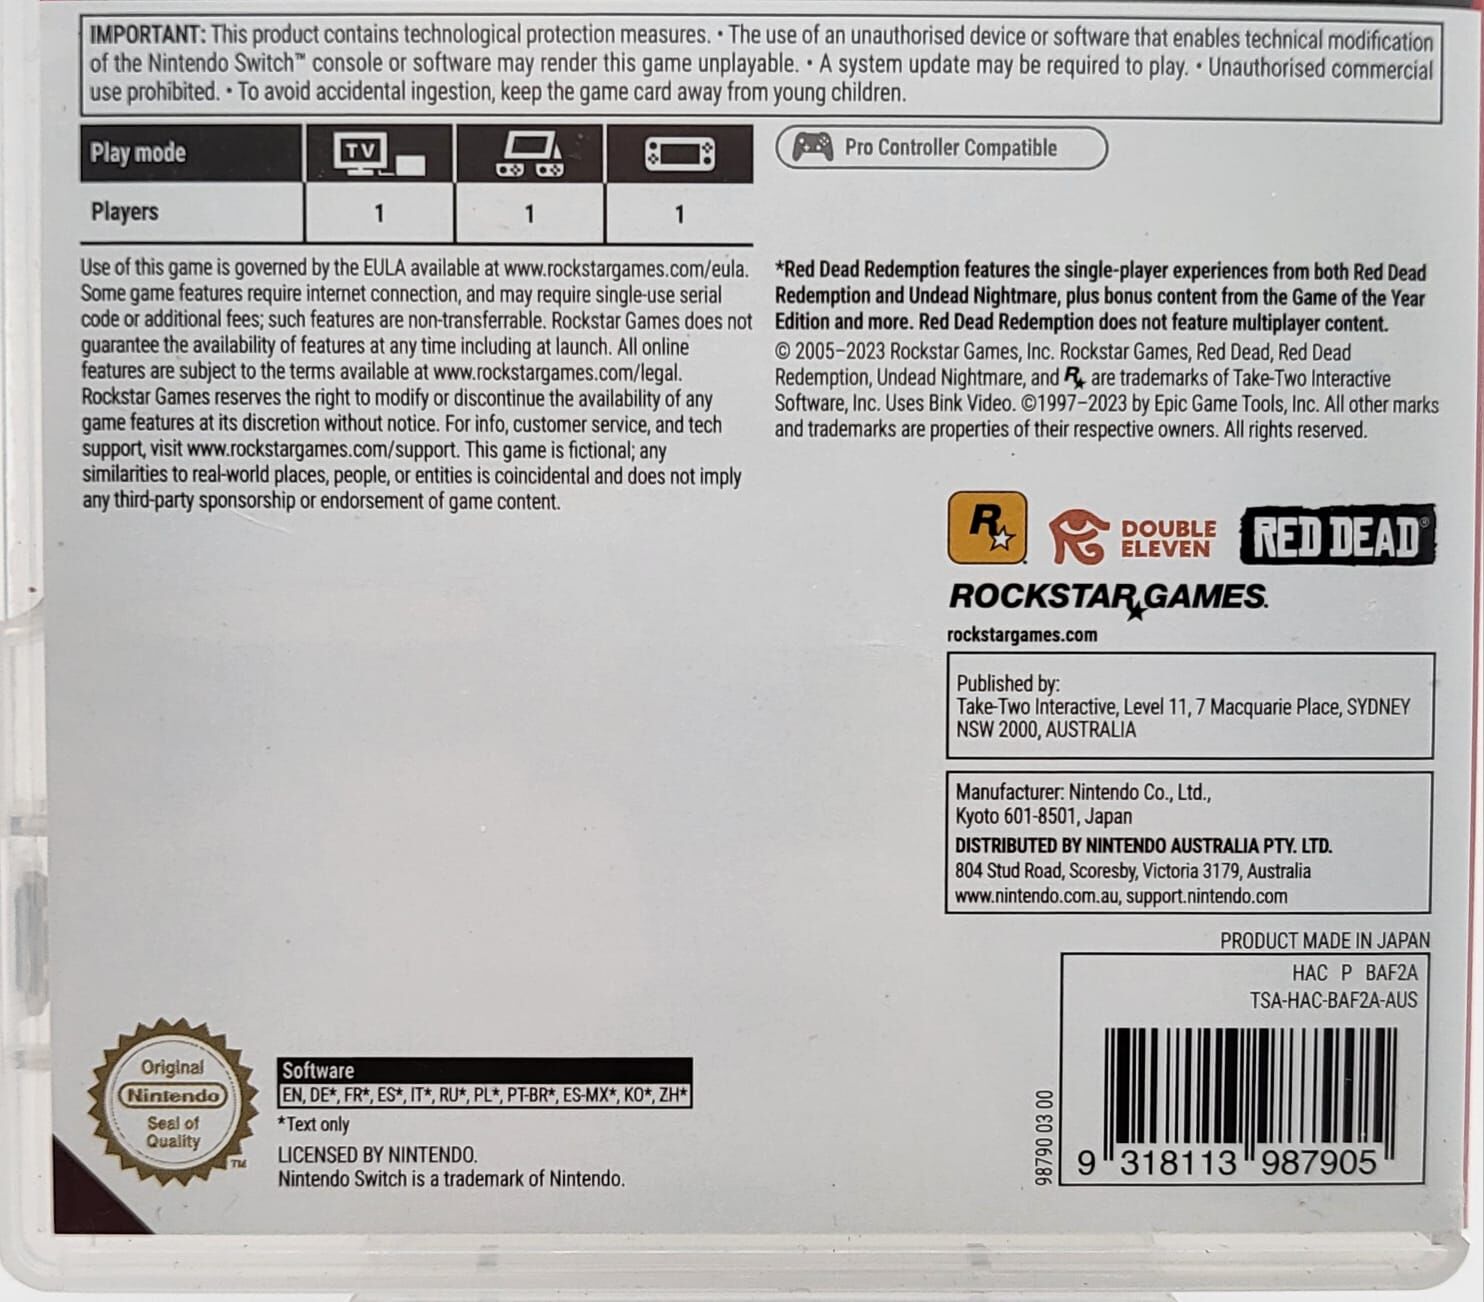 IMPORTANT: This product contains technological protection measures. • The use of an unauthorised device or software that enables technical modification
of the Nintendo Switch™ console or software may render this game unplayable. • A system update may be required to play. • Unauthorised commercial
use prohibited. • To avoid accidental ingestion, keep the game card away from young children.
Play mode TV
Players 1 1 1
Pro Controller Compatible
Use of this game is governed by the EULA available at www.rockstargames.com/eula.
Some game features require internet connection, and may require single-use serial
code or additional fees; such features are non-transferrable. Rockstar Games does not
guarantee the availability of features at any time including at launch. All online
features are subject to the terms available at www.rockstargames.com/legal.
Rockstar Games reserves the right to modify or discontinue the availability of any
game features at its discretion without notice. For info, customer service, and tech
support, visit www.rockstargames.com/support. This game is fictional; any
similarities to real-world places, people, or entities is coincidental and does not imply
any third-party sponsorship or endorsement of game content.
*Red Dead Redemption features the single-player experiences from both Red Dead
Redemption and Undead Nightmare, plus bonus content from the Game of the Year
Edition and more. Red Dead Redemption does not feature multiplayer content.
© 2005-2023 Rockstar Games, Inc. Rockstar Games, Red Dead, Red Dead
Redemption, Undead Nightmare, and R★ are trademarks of Take-Two Interactive
Software, Inc. Uses Bink Video. ©1997-2023 by Epic Game Tools, Inc. All other marks
and trademarks are properties of their respective owners. All rights reserved.
R★
DOUBLE
ELEVEN
RED DEAD®
ROCKSTAR GAMES.
rockstargames.com
Published by:
Take-Two Interactive, Level 11, 7 Macquarie Place, SYDNEY
NSW 2000, AUSTRALIA
Manufacturer: Nintendo Co., Ltd.,
Kyoto 601-8501, Japan
DISTRIBUTED BY NINTENDO AUSTRALIA PTY. LTD.
804 Stud Road, Scoresby, Victoria 3179, Australia
www.nintendo.com.au, support.nintendo.com
PRODUCT MADE IN JAPAN
HAC P BAF2A
TSA-HAC-BAF2A-AUS
98790 03 00
9 318113 987905
Original
Nintendo
Seal of
Quality
TM
Software
EN, DE*, FR*, ES*, IT*, RU*, PL*, PT-BR*, ES-MX*, KO*, ZH*
*Text only
LICENSED BY NINTENDO.
Nintendo Switch is a trademark of Nintendo.